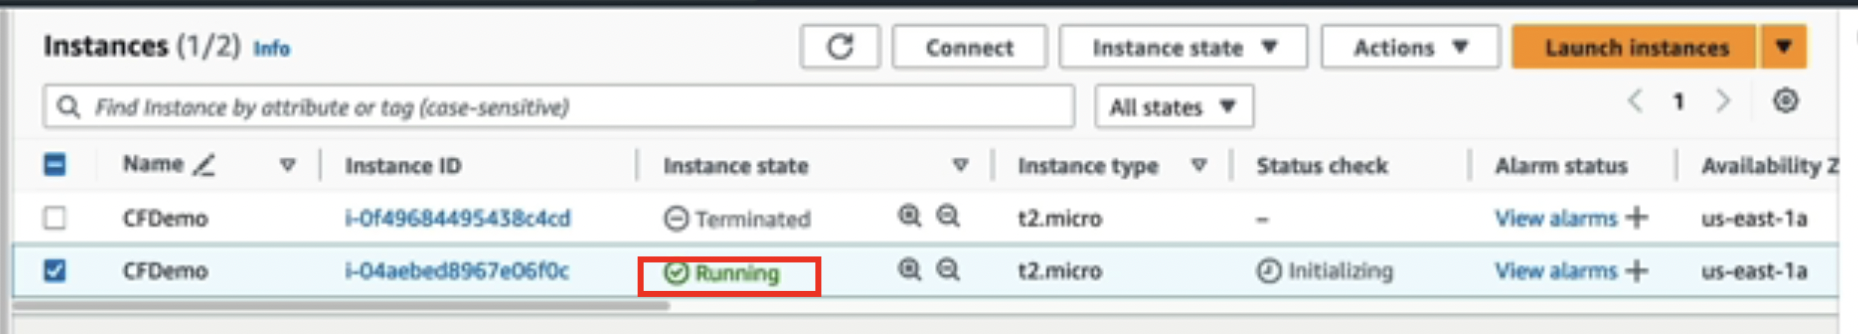 Instances (1/2) Info Connect Instance state Actions Launch instances
Find Instance by attribute or tag (case-sensitive) All states 1
Name Instance ID Instance state Instance type Status check Alarm status Availability Z
CFDemo i-0f49684495438c4cd Terminated t2.micro – View alarms + us-east-1a
CFDemo i-04aebed8967e06f0c Running t2.micro Initializing View alarms + us-east-1a